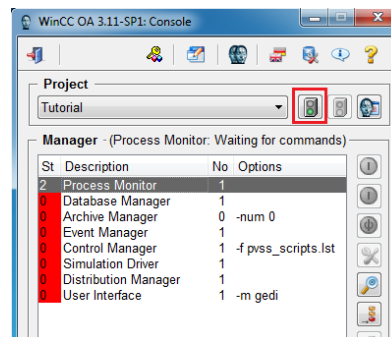 WinCC OA 3.11-SP1: Console
Project
Tutorial
Manager - (Process Monitor: Waiting for commands)
St Description No Options
2 Process Monitor 1
0 Database Manager 1
0 Archive Manager 0 -num 0
0 Event Manager 1
0 Control Manager 1 -f pvss_scripts.lst
0 Simulation Driver 1
0 Distribution Manager 1
0 User Interface 1 -m gedi